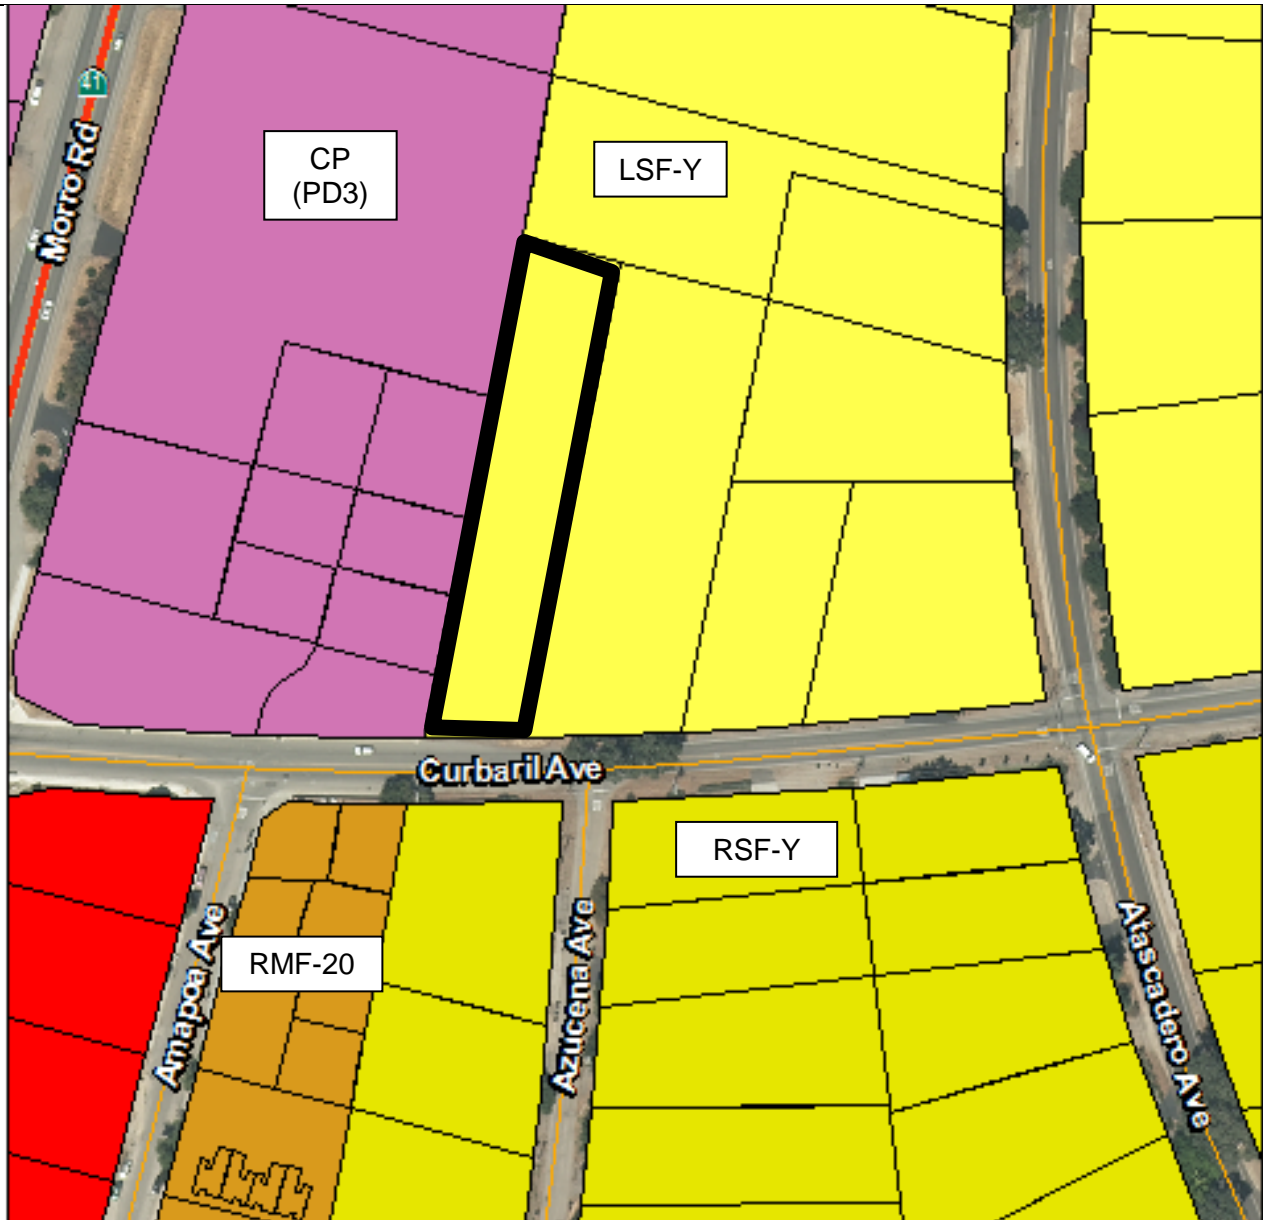 41
Morro Rd
CP
(PD3)
LSF-Y
Curbaril Ave
RSF-Y
RMF-20
Amapoa Ave
Azucena Ave
Atascadero Ave